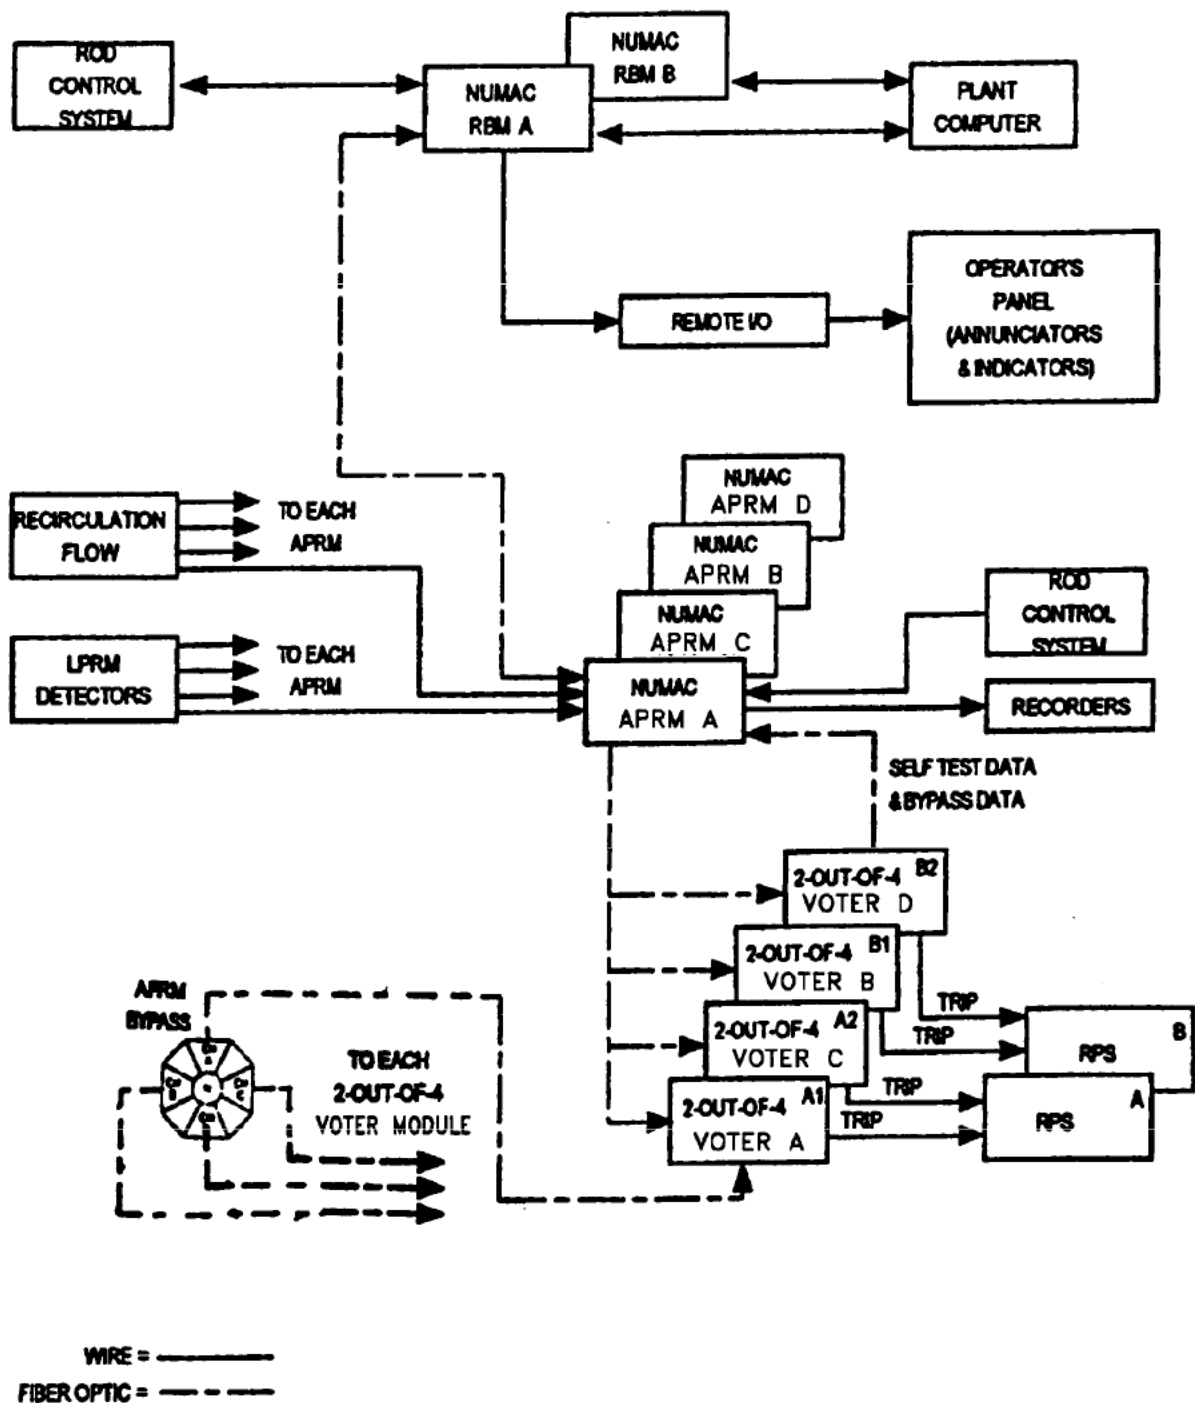 ROD
CONTROL
SYSTEM
NUMAC
RBM B
NUMAC
RBM A
PLANT
COMPUTER
OPERATOR'S
PANEL
(ANNUNCIATORS
& INDICATORS)
REMOTE I/O
RECIRCULATION
FLOW
TO EACH
APRM
LPRM
DETECTORS
TO EACH
APRM
NUMAC
APRM D
NUMAC
APRM B
NUMAC
APRM C
NUMAC
APRM A
ROD
CONTROL
SYSTEM
RECORDERS
SELF TEST DATA
& BYPASS DATA
2-OUT-OF-4 B2
VOTER D
2-OUT-OF-4 B1
VOTER B
2-OUT-OF-4 A2
VOTER C
2-OUT-OF-4 A1
VOTER A
TRIP
TRIP
TRIP
TRIP
B
RPS
A
RPS
APRM
BYPASS
TO EACH
2-OUT-OF-4
VOTER MODULE
WIRE =
FIBER OPTIC =